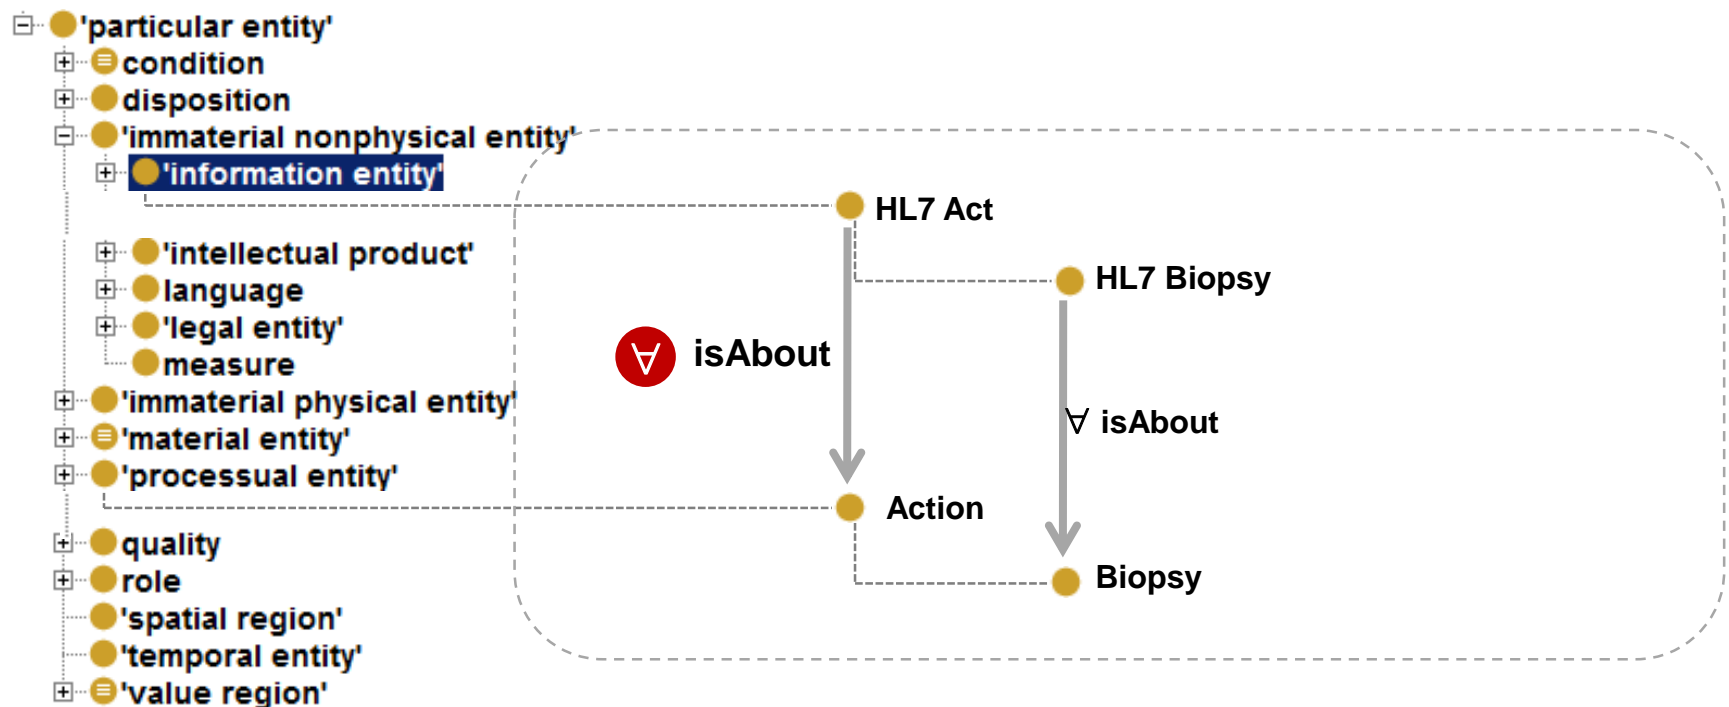 'particular entity'
condition
disposition
'immaterial nonphysical entity'
'information entity'
HL7 Act
'intellectual product'
HL7 Biopsy
language
'legal entity'
∀ isAbout
measure
'immaterial physical entity'
∀ isAbout
'material entity'
'processual entity'
Action
quality
role
Biopsy
'spatial region'
'temporal entity'
'value region'